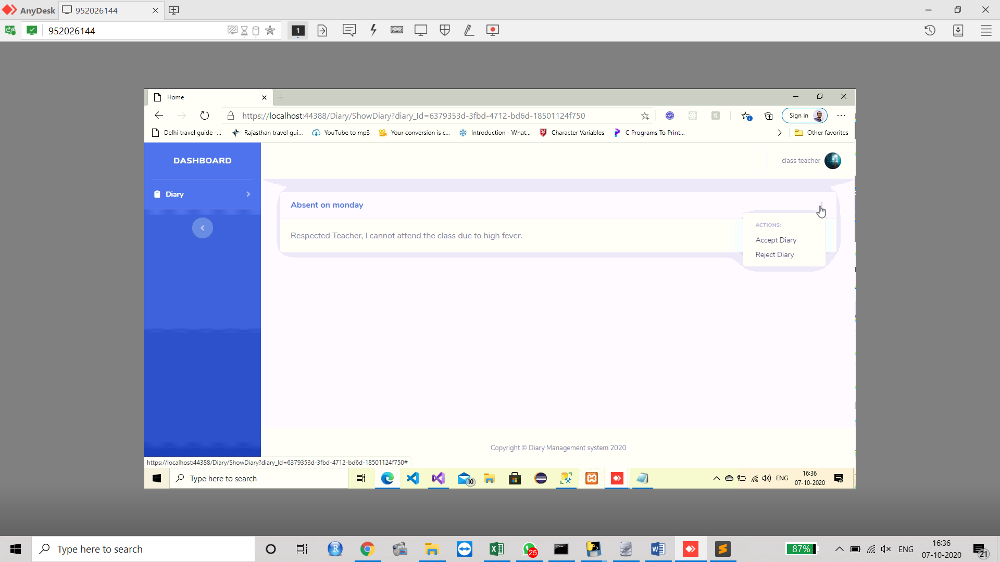 AnyDesk
952026144
952026144
1
Home
https://localhost:44388/Diary/ShowDiary?diary_Id=6379353d-3fbd-4712-bd6d-18501124f750
Sign in
Delhi travel guide -...
Rajasthan travel gui...
YouTube to mp3
Your conversion is c...
Introduction - What...
Character Variables
C Programs To Print...
Other favorites
DASHBOARD
class teacher
Diary
Absent on monday
ACTIONS:
Respected Teacher, I cannot attend the class due to high fever.
Accept Diary
Reject Diary
Copyright © Diary Management system 2020
https://localhost:44388/Diary/ShowDiary?diary_Id=6379353d-3fbd-4712-bd6d-18501124f750#
Type here to search
10
ENG
16:36
07-10-2020
Type here to search
R
25
87%
ENG
16:36
07-10-2020
21